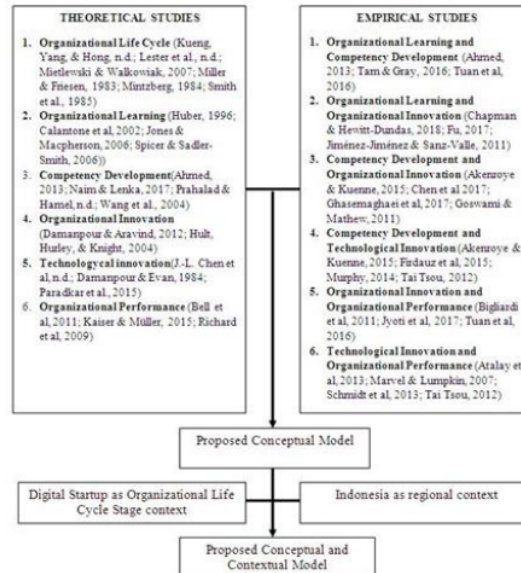 THEORETICAL STUDIES
1. Organizational Life Cycle (Kueng,
Yang, & Hong, n.d.; Lester et al., n.d.;
Mietlewski & Walkowiak, 2007; Miller
& Friesen, 1983; Mintzberg, 1984; Smith
et al., 1985)
2. Organizational Learning (Huber, 1996;
Calantone et al, 2002; Jones &
Macpherson, 2006; Spicer & Sadler-
Smith, 2006))
3. Competency Development(Ahmed,
2013; Naim & Lenka, 2017; Prahalad &
Hamel, n.d.; Wang et al., 2004)
4. Organizational Innovation
(Damanpour & Aravind, 2012; Hult,
Hurley, & Knight, 2004)
5. Technologycal innovation(J.-L. Chen et
al, n.d.; Damanpour & Evan, 1984;
Paradkar et al., 2015)
6. Organizational Performance (Bell et
al, 2011; Kaiser & Müller, 2015; Richard
et al, 2009)
EMPIRICAL STUDIES
1. Organizational Learning and
Competency Development (Ahmed,
2013; Tam & Gray, 2016; Tuan et al,
2016)
2. Organizational Learning and
Organizational Innovation (Chapman
& Hewitt-Dundas, 2018; Fu, 2017;
Jiménez-Jiménez & Sanz-Valle, 2011)
3. Competency Development and
Organizational Innovation (Akenroye
& Kuenne, 2015; Chen et al 2017;
Ghasemaghaei et al, 2017; Goswami &
Mathew, 2011)
4. Competency Development and
Technological Innovation (Akenroye &
Kuenne, 2015; Firdauz et al, 2015;
Murphy, 2014; Tai Tsou, 2012)
5. Organizational Innovation and
Organizational Performance (Bigliardi
et al, 2011; Jyoti et al, 2017; Tuan et al,
2016)
6. Technological Innovation and
Organizational Performance (Atalay et
al, 2013; Marvel & Lumpkin, 2007;
Schmidt et al, 2013; Tai Tsou, 2012)
Proposed Conceptual Model
Digital Startup as Organizational Life
Cycle Stage context
Indonesia as regional context
Proposed Conceptual and
Contextual Model